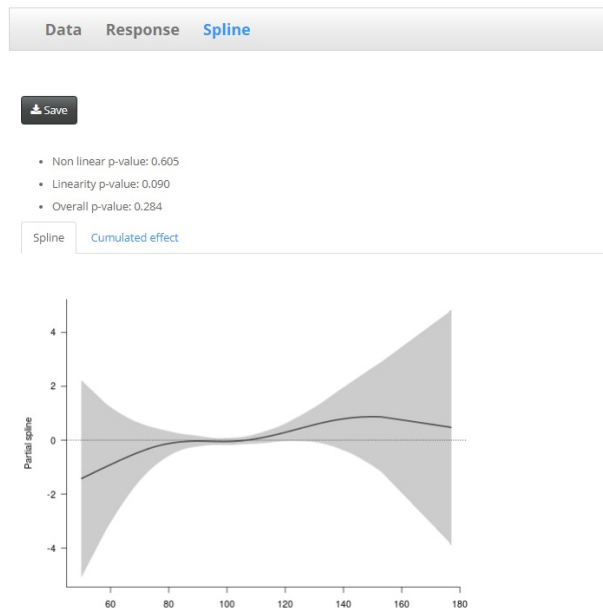 Data Response Spline
Save
Non linear p-value: 0.605
Linearity p-value: 0.090
Overall p-value: 0.284
Spline Cumulated effect
4
2
0
-2
-4
Partial spline
60 80 100 120 140 160 180